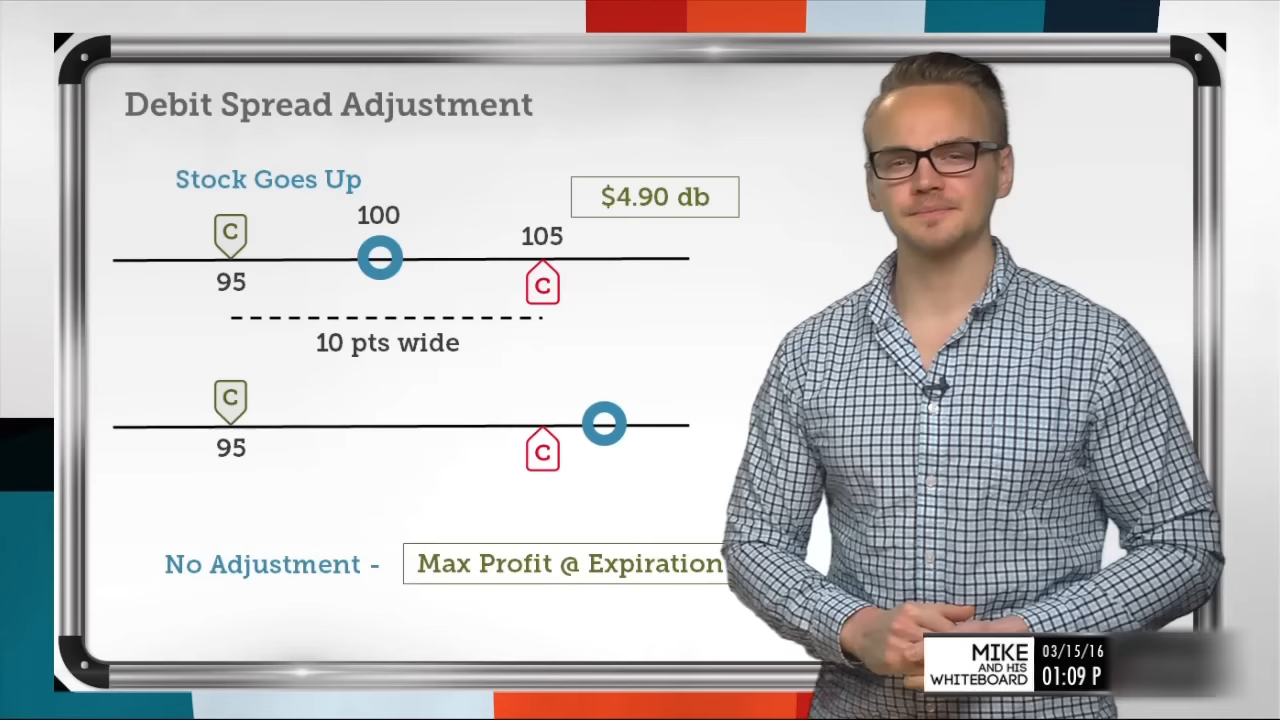 Debit Spread Adjustment
Stock Goes Up
$4.90 db
100
C
105
95
C
10 pts wide
C
95
C
No Adjustment - Max Profit @ Expiration
MIKE
AND HIS
WHITEBOARD
03/15/16
01:09 P